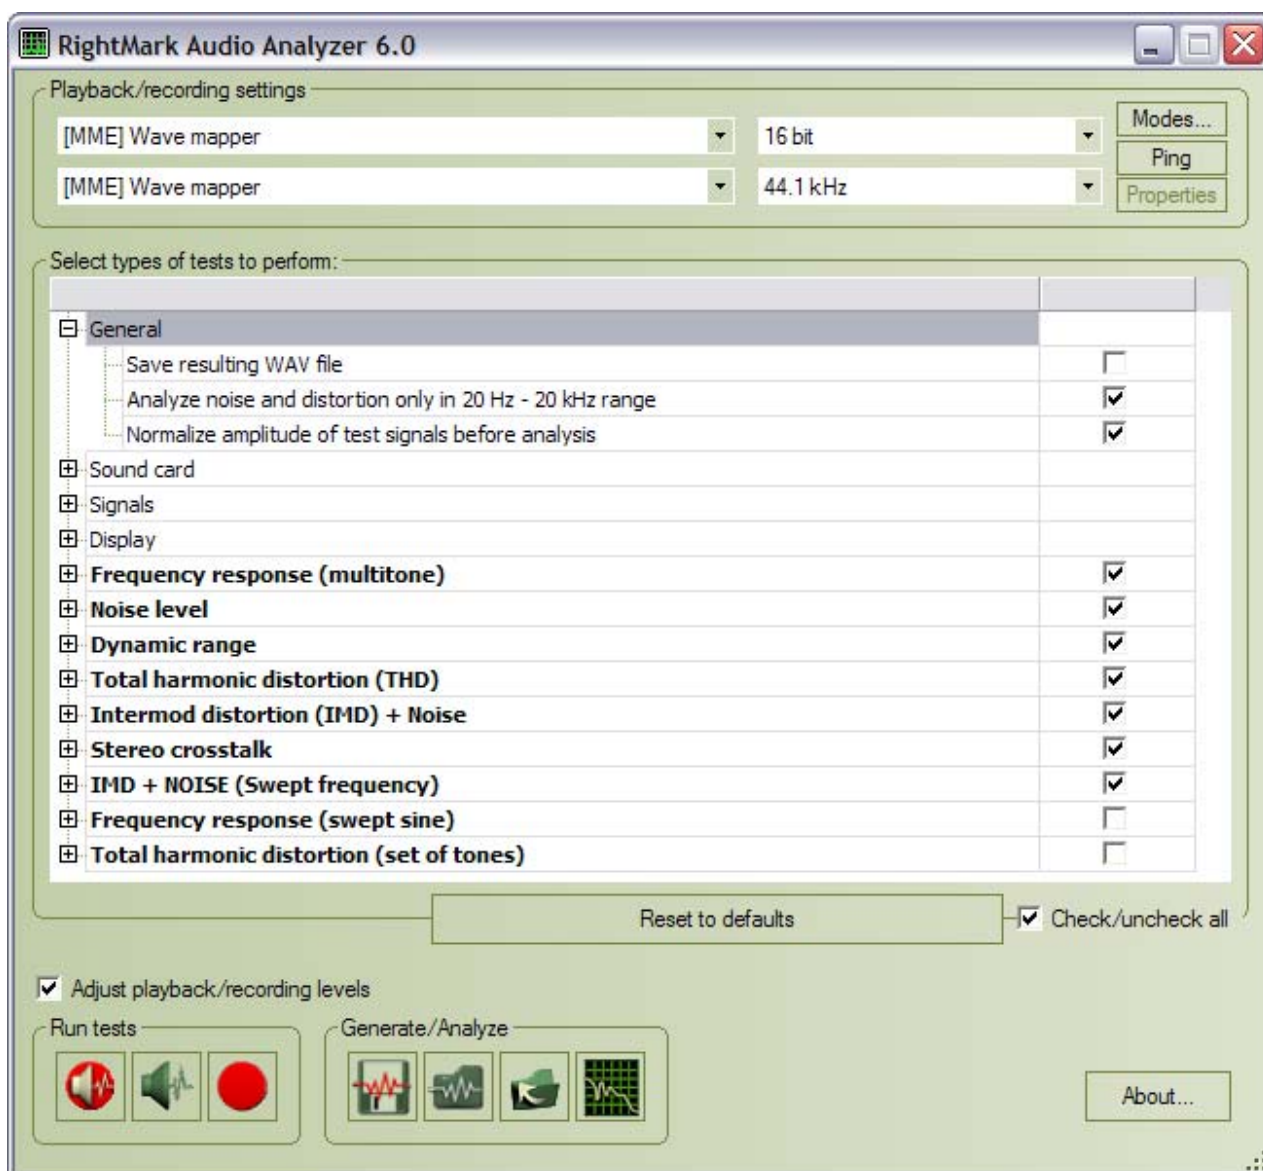 RightMark Audio Analyzer 6.0
Playback/recording settings
[MME] Wave mapper
16 bit
Modes...
Ping
[MME] Wave mapper
44.1 kHz
Properties
Select types of tests to perform:
General
Save resulting WAV file
Analyze noise and distortion only in 20 Hz - 20 kHz range
Normalize amplitude of test signals before analysis
Sound card
Signals
Display
Frequency response (multitone)
Noise level
Dynamic range
Total harmonic distortion (THD)
Intermod distortion (IMD) + Noise
Stereo crosstalk
IMD + NOISE (Swept frequency)
Frequency response (swept sine)
Total harmonic distortion (set of tones)
Reset to defaults
Check/uncheck all
Adjust playback/recording levels
Run tests
Generate/Analyze
About...